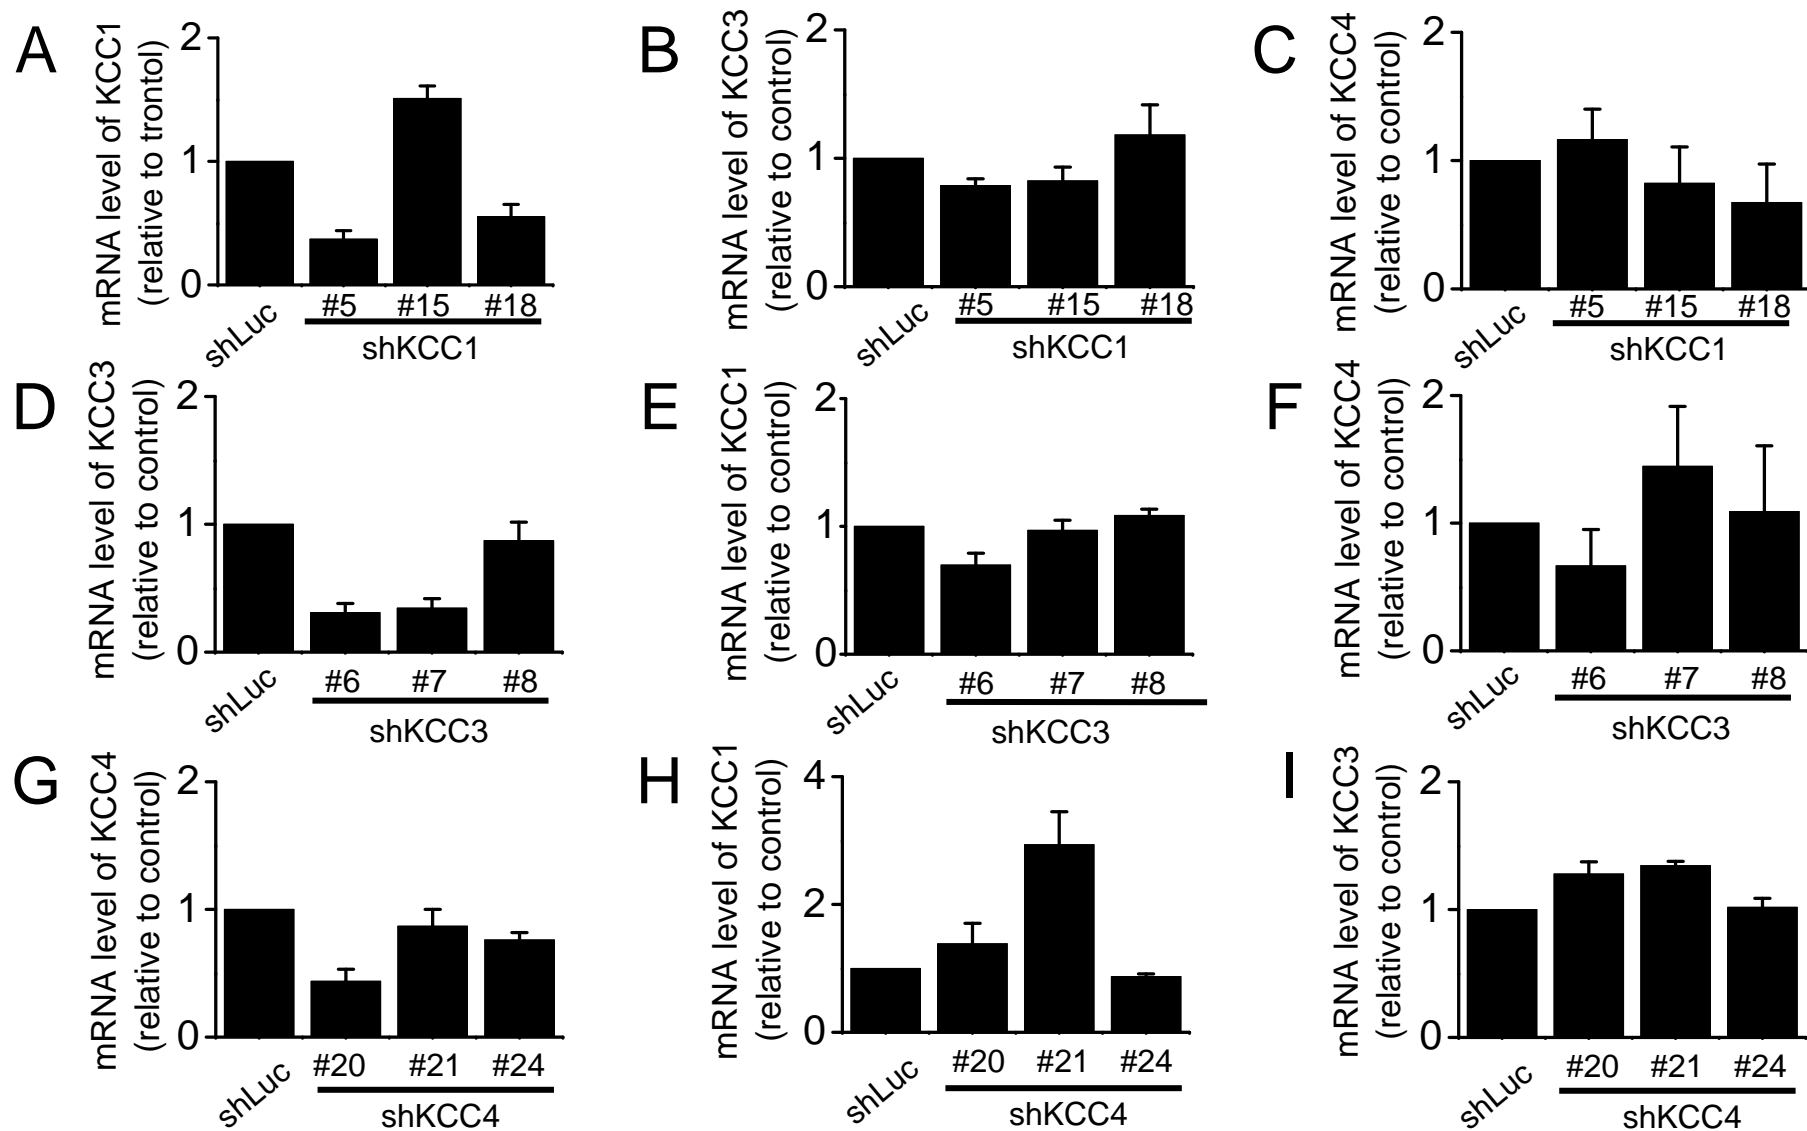 A
mRNA level of KCC1
(relative to trontol)
2
1
0
shLuc
#5
#15
#18
shKCC1
B
mRNA level of KCC3
(relative to control)
2
1
0
shLuc
#5
#15
#18
shKCC1
C
mRNA level of KCC4
(relative to control)
2
1
0
shLuc
#5
#15
#18
shKCC1
D
mRNA level of KCC3
(relative to control)
2
1
0
shLuc
#6
#7
#8
shKCC3
E
mRNA level of KCC1
(relative to control)
2
1
0
shLuc
#6
#7
#8
shKCC3
F
mRNA level of KCC4
(relative to control)
2
1
0
shLuc
#6
#7
#8
shKCC3
G
mRNA level of KCC4
(relative to control)
2
1
0
shLuc
#20
#21
#24
shKCC4
H
mRNA level of KCC1
(relative to control)
4
2
0
shLuc
#20
#21
#24
shKCC4
I
mRNA level of KCC3
(relative to control)
2
1
0
shLuc
#20
#21
#24
shKCC4